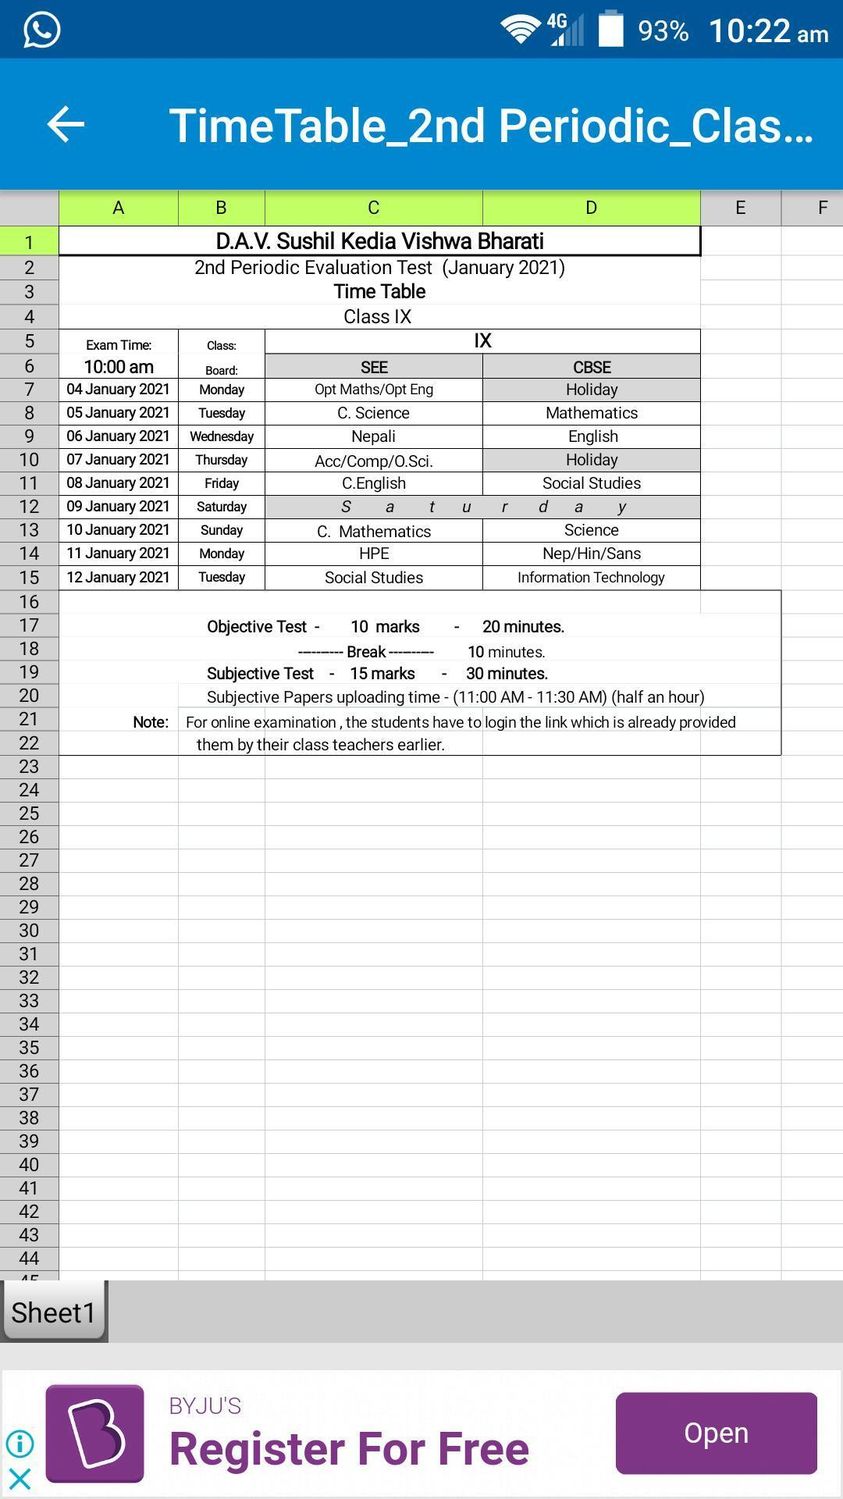 93% 10:22 am
4G
TimeTable_2nd Periodic_Clas...
A B C D E F
1 D.A.V. Sushil Kedia Vishwa Bharati
2 2nd Periodic Evaluation Test (January 2021)
3 Time Table
4 Class IX
5 Exam Time: Class: IX
6 10:00 am Board: SEE CBSE
7 04 January 2021 Monday Opt Maths/Opt Eng Holiday
8 05 January 2021 Tuesday C. Science Mathematics
9 06 January 2021 Wednesday Nepali English
10 07 January 2021 Thursday Acc/Comp/O.Sci. Holiday
11 08 January 2021 Friday C.English Social Studies
12 09 January 2021 Saturday S a t u r d a y
13 10 January 2021 Sunday C. Mathematics Science
14 11 January 2021 Monday HPE Nep/Hin/Sans
15 12 January 2021 Tuesday Social Studies Information Technology
16
17 Objective Test - 10 marks - 20 minutes.
18 ---------- Break ---------- 10 minutes.
19 Subjective Test - 15 marks - 30 minutes.
20 Subjective Papers uploading time - (11:00 AM - 11:30 AM) (half an hour)
21 Note: For online examination , the students have to login the link which is already provided
22 them by their class teachers earlier.
23
24
25
26
27
28
29
30
31
32
33
34
35
36
37
38
39
40
41
42
43
44
45
Sheet1
BYJU'S
Register For Free
Open